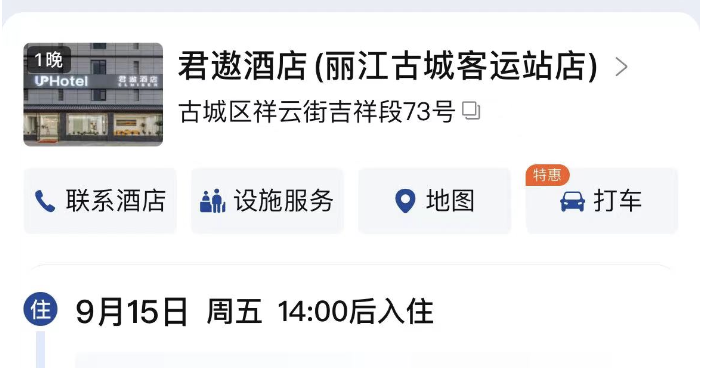 1晚
UPHotel 君遨酒店
君遨酒店(丽江古城客运站店)
古城区祥云街吉祥段73号
联系酒店
设施服务
地图
特惠
打车
住 9月15日 周五 14:00后入住